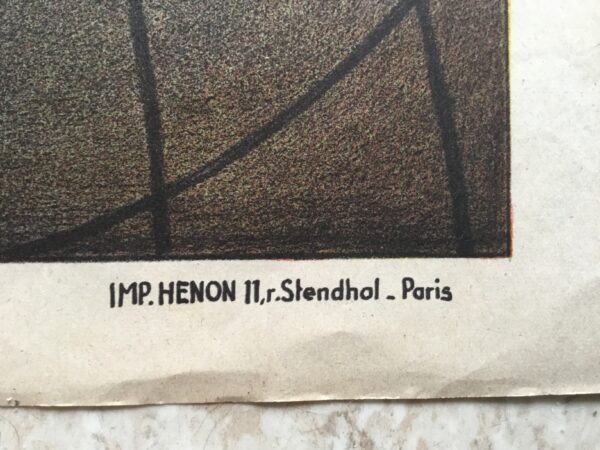 IMP. HENON 11, r. Stendhal - Paris